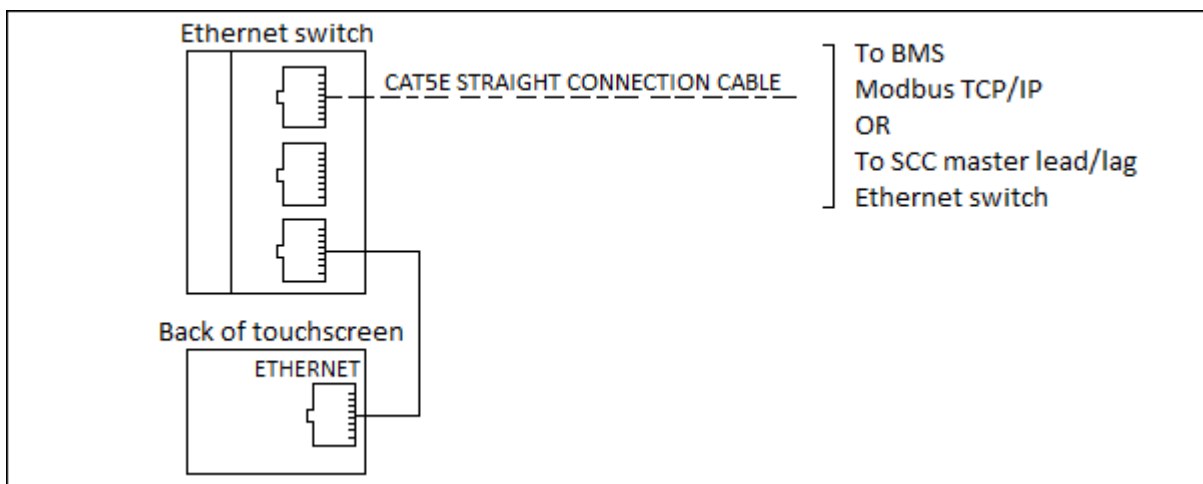 Ethernet switch
CAT5E STRAIGHT CONNECTION CABLE
To BMS
Modbus TCP/IP
OR
To SCC master lead/lag
Ethernet switch
Back of touchscreen
ETHERNET